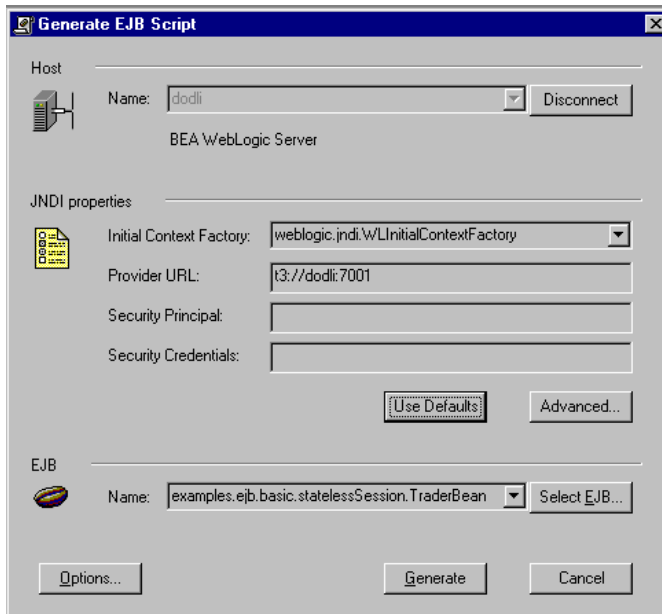 Generate EJB Script
Host
Name: dodli Disconnect
BEA WebLogic Server
JNDI properties
Initial Context Factory: weblogic.jndi.WLInitialContextFactory
Provider URL: t3://dodli:7001
Security Principal:
Security Credentials:
Use Defaults Advanced...
EJB
Name: examples.ejb.basic.statelessSession.TraderBean Select EJB...
Options... Generate Cancel